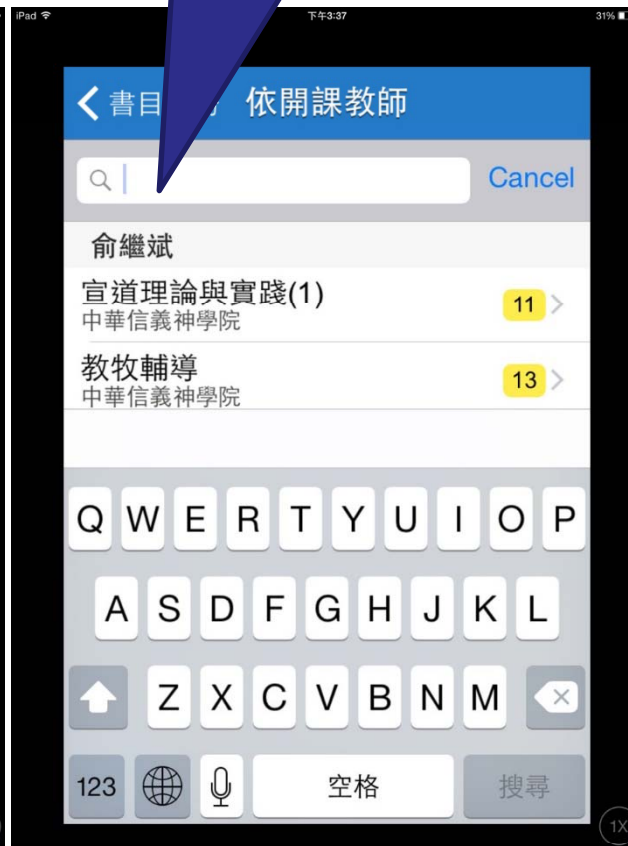 iPad 下午3:37 31%
書目 依開課教師
Cancel
俞繼斌
宣道理論與實踐(1)
中華信義神學院
11
教牧輔導
中華信義神學院
13
Q W E R T Y U I O P
A S D F G H J K L
Z X C V B N M
123 空格 搜尋
1X